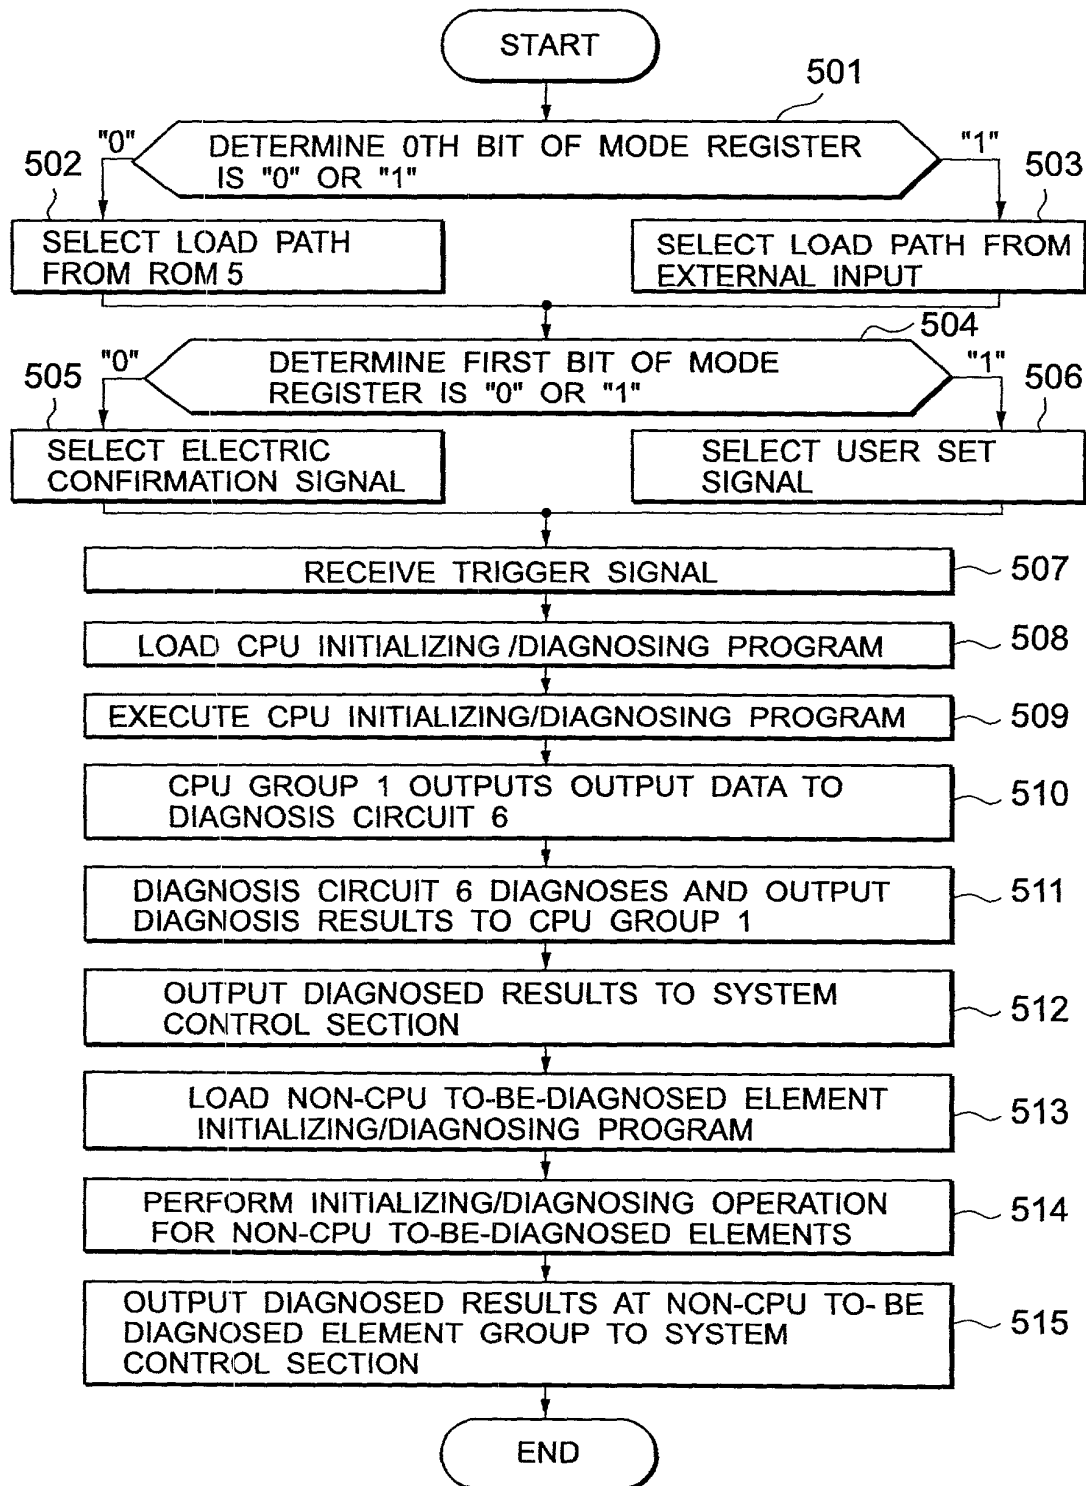 START
501
"0"
DETERMINE 0TH BIT OF MODE REGISTER
IS "0" OR "1"
"1"
502
503
SELECT LOAD PATH
FROM ROM 5
SELECT LOAD PATH FROM
EXTERNAL INPUT
504
"0"
DETERMINE FIRST BIT OF MODE
REGISTER IS "0" OR "1"
"1"
505
506
SELECT ELECTRIC
CONFIRMATION SIGNAL
SELECT USER SET
SIGNAL
RECEIVE TRIGGER SIGNAL
507
LOAD CPU INITIALIZING/DIAGNOSING PROGRAM
508
EXECUTE CPU INITIALIZING/DIAGNOSING PROGRAM
509
CPU GROUP 1 OUTPUTS OUTPUT DATA TO
DIAGNOSIS CIRCUIT 6
510
DIAGNOSIS CIRCUIT 6 DIAGNOSES AND OUTPUT
DIAGNOSIS RESULTS TO CPU GROUP 1
511
OUTPUT DIAGNOSED RESULTS TO SYSTEM
CONTROL SECTION
512
LOAD NON-CPU TO-BE-DIAGNOSED ELEMENT
INITIALIZING/DIAGNOSING PROGRAM
513
PERFORM INITIALIZING/DIAGNOSING OPERATION
FOR NON-CPU TO-BE-DIAGNOSED ELEMENTS
514
OUTPUT DIAGNOSED RESULTS AT NON-CPU TO-BE
DIAGNOSED ELEMENT GROUP TO SYSTEM
CONTROL SECTION
515
END